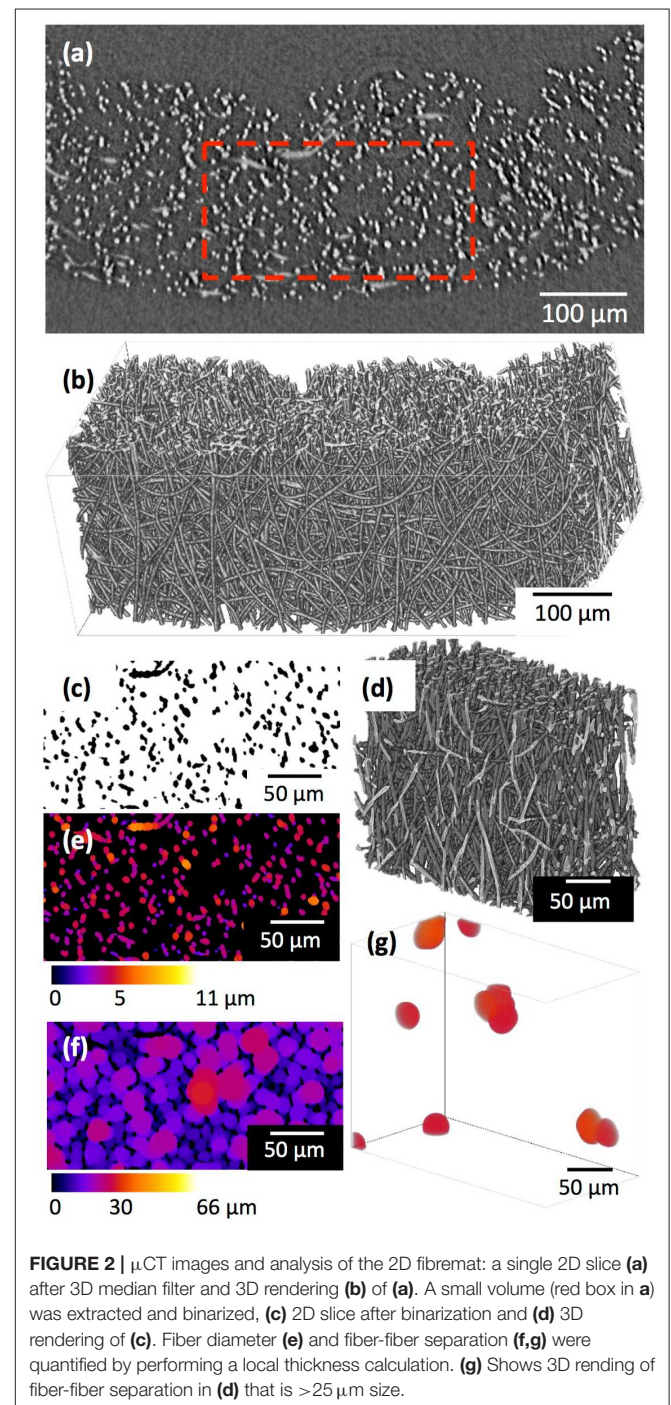 (a)
100 µm
(b)
100 µm
(c)
50 µm
(d)
50 µm
(e)
50 µm
0 5 11 µm
(g)
50 µm
(f)
50 µm
0 30 66 µm
FIGURE 2 | µCT images and analysis of the 2D fibremat: a single 2D slice (a)
after 3D median filter and 3D rendering (b) of (a). A small volume (red box in a)
was extracted and binarized, (c) 2D slice after binarization and (d) 3D
rendering of (c). Fiber diameter (e) and fiber-fiber separation (f,g) were
quantified by performing a local thickness calculation. (g) Shows 3D rending of
fiber-fiber separation in (d) that is >25 µm size.